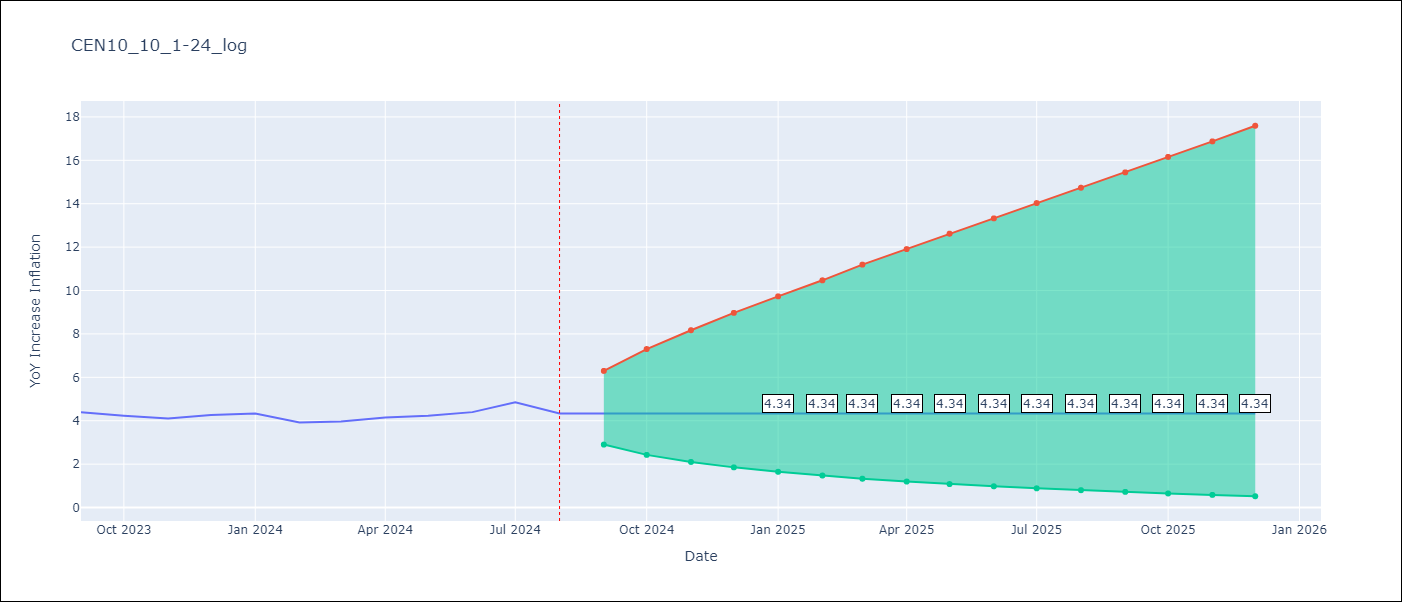 CEN10_10_1-24_log
YoY Increase Inflation
18
16
14
12
10
8
6
4
2
0
4.34 4.34 4.34 4.34 4.34 4.34 4.34 4.34 4.34 4.34 4.34 4.34
Oct 2023 Jan 2024 Apr 2024 Jul 2024 Oct 2024 Jan 2025 Apr 2025 Jul 2025 Oct 2025 Jan 2026
Date